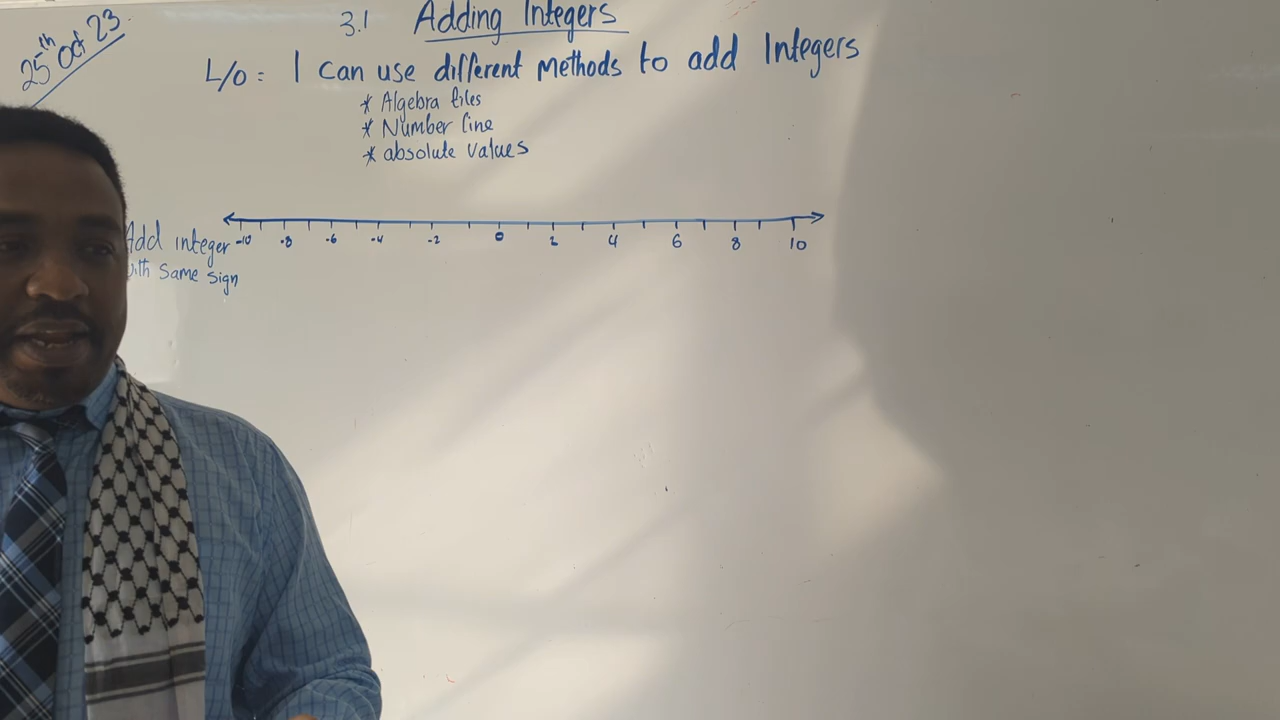 25th Oct 23.
3.1 Adding Integers
L/o = I can use different methods to add Integers
* Algebra tiles
* Number line
* absolute values
-10 -8 -6 -4 -2 0 2 4 6 8 10
Add integer
with same sign